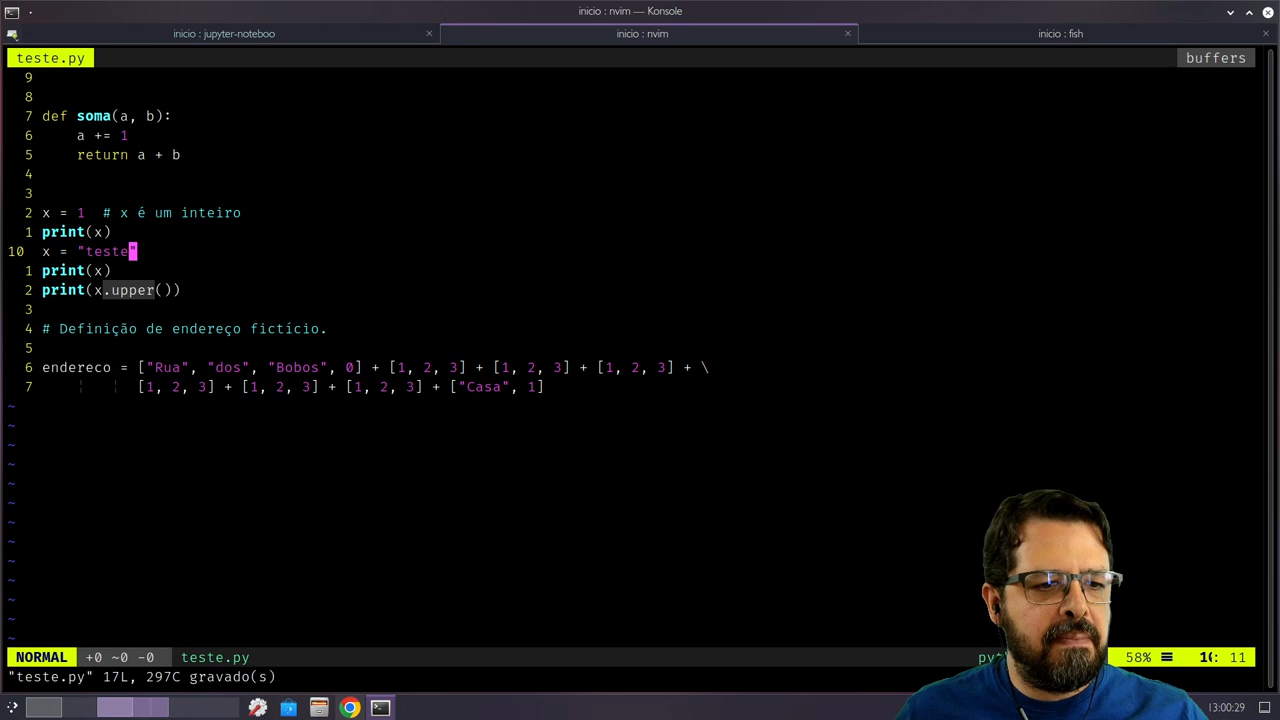 inicio : nvim — Konsole
inicio : jupyter-noteboo
inicio : nvim
inicio : fish
teste.py
buffers
9
8
7 def soma(a, b):
6     a += 1
5     return a + b
4
3
2 x = 1  # x é um inteiro
1 print(x)
10 x = "teste"
1 print(x)
2 print(x.upper())
3
4 # Definição de endereço fictício.
5
6 endereco = ["Rua", "dos", "Bobos", 0] + [1, 2, 3] + [1, 2, 3] + [1, 2, 3] + \
7            [1, 2, 3] + [1, 2, 3] + [1, 2, 3] + ["Casa", 1]
~
~
~
~
~
~
~
~
~
~
~
~
~
NORMAL +0 ~0 -0 teste.py 58% ☰ 10: 11
"teste.py" 17L, 297C gravado(s)
13:00:29